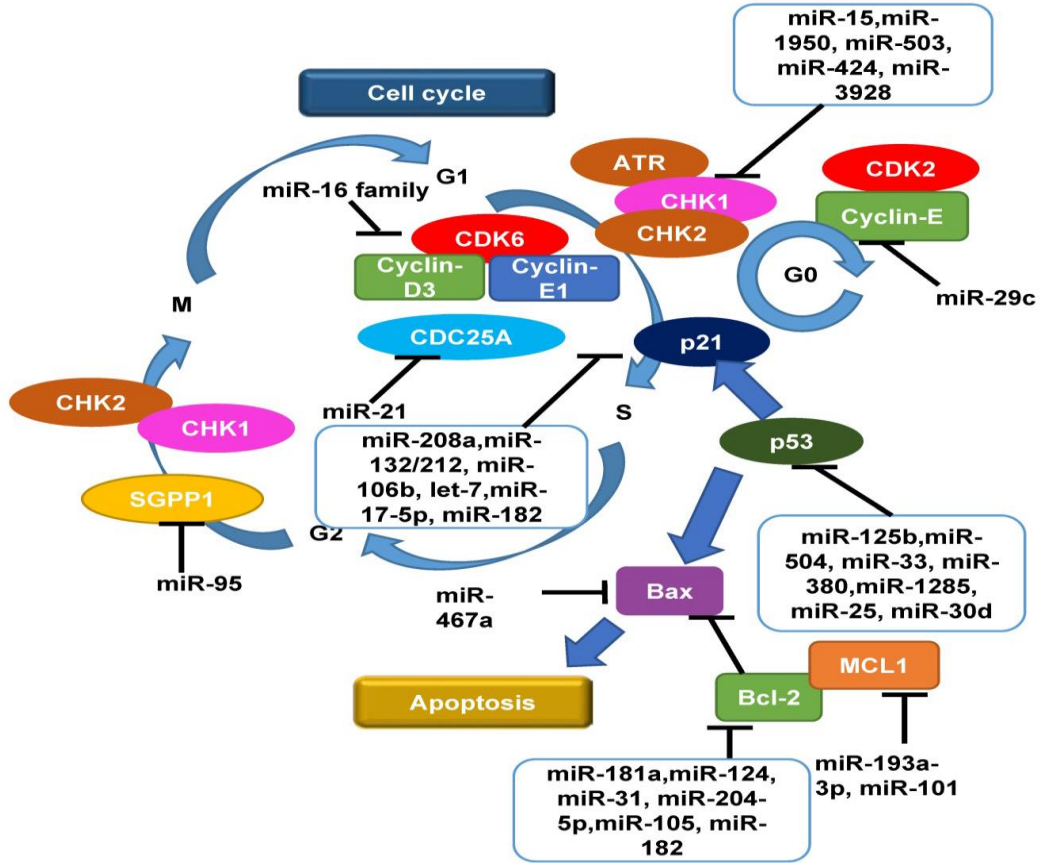 miR-15,miR-
1950, miR-503,
miR-424, miR-
3928
Cell cycle
ATR
CDK2
G1
miR-16 family
CHK1
Cyclin-E
CHK2
CDK6
Cyclin-
D3
Cyclin-
E1
G0
miR-29c
M
CDC25A
p21
CHK2
CHK1
miR-21
S
miR-208a,miR-
132/212, miR-
106b, let-7,miR-
17-5p, miR-182
p53
SGPP1
G2
miR-95
miR-125b,miR-
504, miR-33, miR-
380,miR-1285,
miR-25, miR-30d
miR-
467a
Bax
MCL1
Apoptosis
Bcl-2
miR-193a-
3p, miR-101
miR-181a,miR-124,
miR-31, miR-204-
5p,miR-105, miR-
182